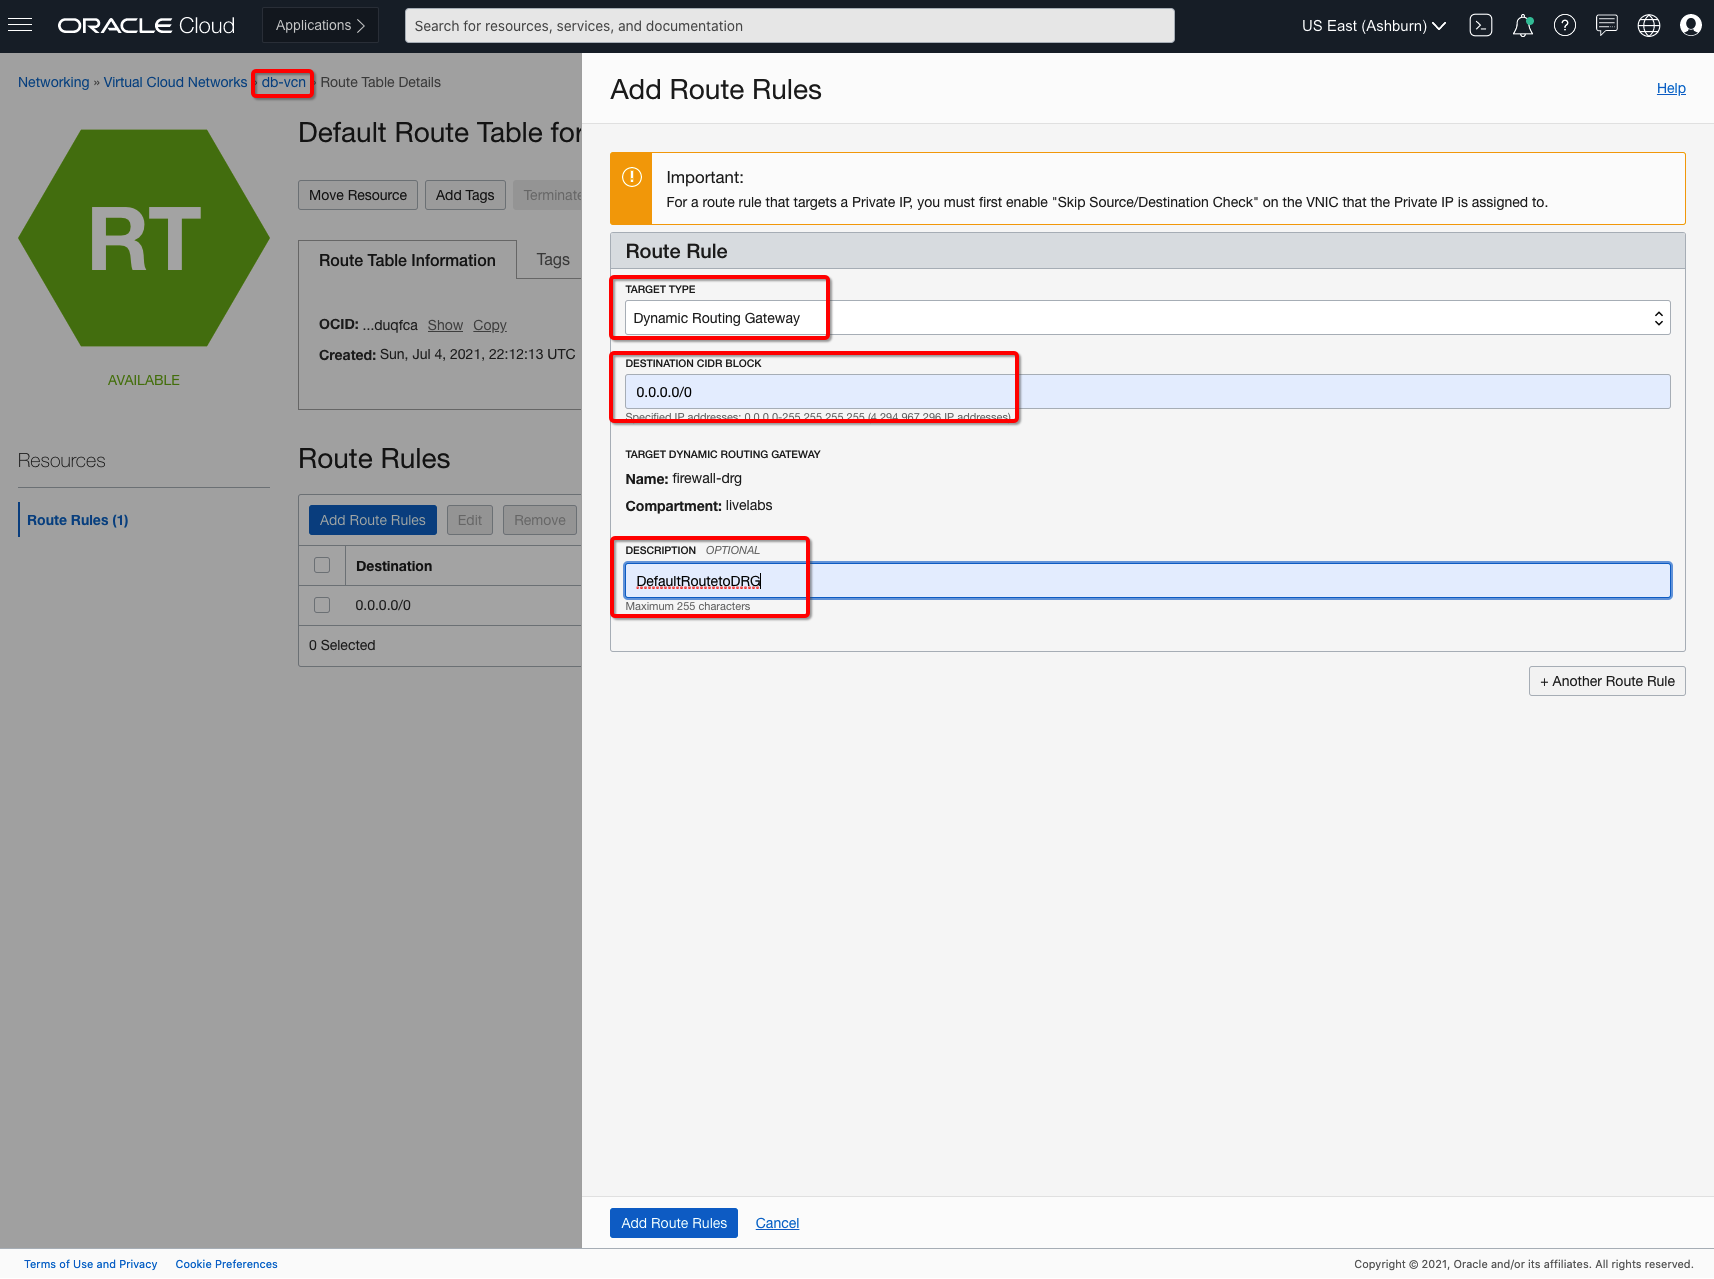 ORACLE Cloud
Applications
Search for resources, services, and documentation
US East (Ashburn)
Networking » Virtual Cloud Networks » db-vcn » Route Table Details
RT
AVAILABLE
Default Route Table for
Move Resource
Add Tags
Terminate
Route Table Information
Tags
OCID: ...duqfca Show Copy
Created: Sun, Jul 4, 2021, 22:12:13 UTC
Resources
Route Rules (1)
Route Rules
Add Route Rules
Edit
Remove
Destination
0.0.0.0/0
0 Selected
Add Route Rules
Help
Important:
For a route rule that targets a Private IP, you must first enable "Skip Source/Destination Check" on the VNIC that the Private IP is assigned to.
Route Rule
TARGET TYPE
Dynamic Routing Gateway
DESTINATION CIDR BLOCK
0.0.0.0/0
Specified IP addresses: 0.0.0.0-255.255.255.255 (4,294,967,296 IP addresses)
TARGET DYNAMIC ROUTING GATEWAY
Name: firewall-drg
Compartment: livelabs
DESCRIPTION OPTIONAL
DefaultRoutetoDRG
Maximum 255 characters
+ Another Route Rule
Add Route Rules
Cancel
Terms of Use and Privacy
Cookie Preferences
Copyright © 2021, Oracle and/or its affiliates. All rights reserved.